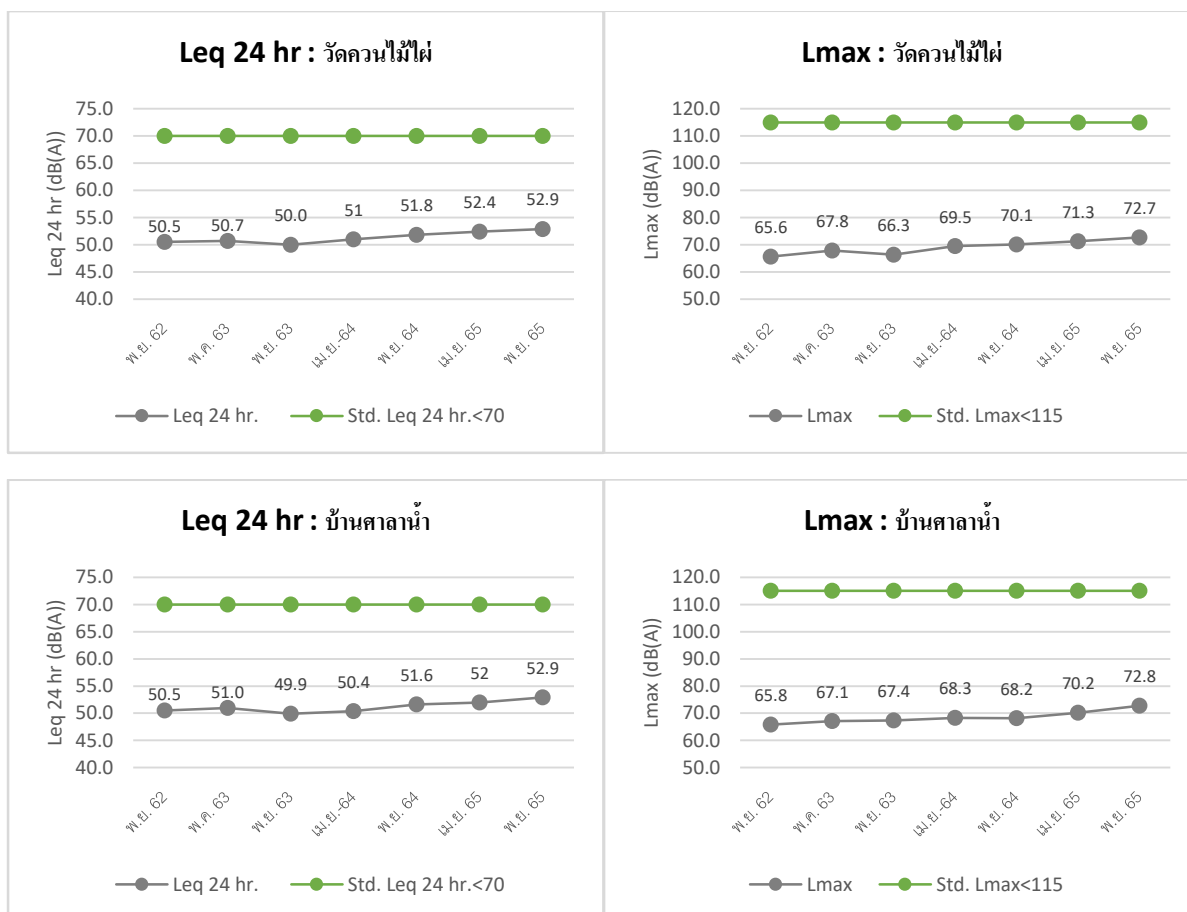 Leq 24 hr : วัดควนไม้ไผ่
Leq 24 hr (dB(A))
75.0
70.0
65.0
60.0
55.0
50.0
45.0
40.0
50.5 50.7 50.0 51 51.8 52.4 52.9
พ.ย. 62 พ.ค. 63 พ.ย. 63 เม.ย.-64 พ.ย. 64 เม.ย. 65 พ.ย. 65
Leq 24 hr. Std. Leq 24 hr.<70
Lmax : วัดควนไม้ไผ่
Lmax (dB(A))
120.0
110.0
100.0
90.0
80.0
70.0
60.0
50.0
65.6 67.8 66.3 69.5 70.1 71.3 72.7
พ.ย. 62 พ.ค. 63 พ.ย. 63 เม.ย.-64 พ.ย. 64 เม.ย. 65 พ.ย. 65
Lmax Std. Lmax<115
Leq 24 hr : บ้านศาลาน้ำ
Leq 24 hr (dB(A))
75.0
70.0
65.0
60.0
55.0
50.0
45.0
40.0
50.5 51.0 49.9 50.4 51.6 52 52.9
พ.ย. 62 พ.ค. 63 พ.ย. 63 เม.ย.-64 พ.ย. 64 เม.ย. 65 พ.ย. 65
Leq 24 hr. Std. Leq 24 hr.<70
Lmax : บ้านศาลาน้ำ
Lmax (dB(A))
120.0
110.0
100.0
90.0
80.0
70.0
60.0
50.0
65.8 67.1 67.4 68.3 68.2 70.2 72.8
พ.ย. 62 พ.ค. 63 พ.ย. 63 เม.ย.-64 พ.ย. 64 เม.ย. 65 พ.ย. 65
Lmax Std. Lmax<115